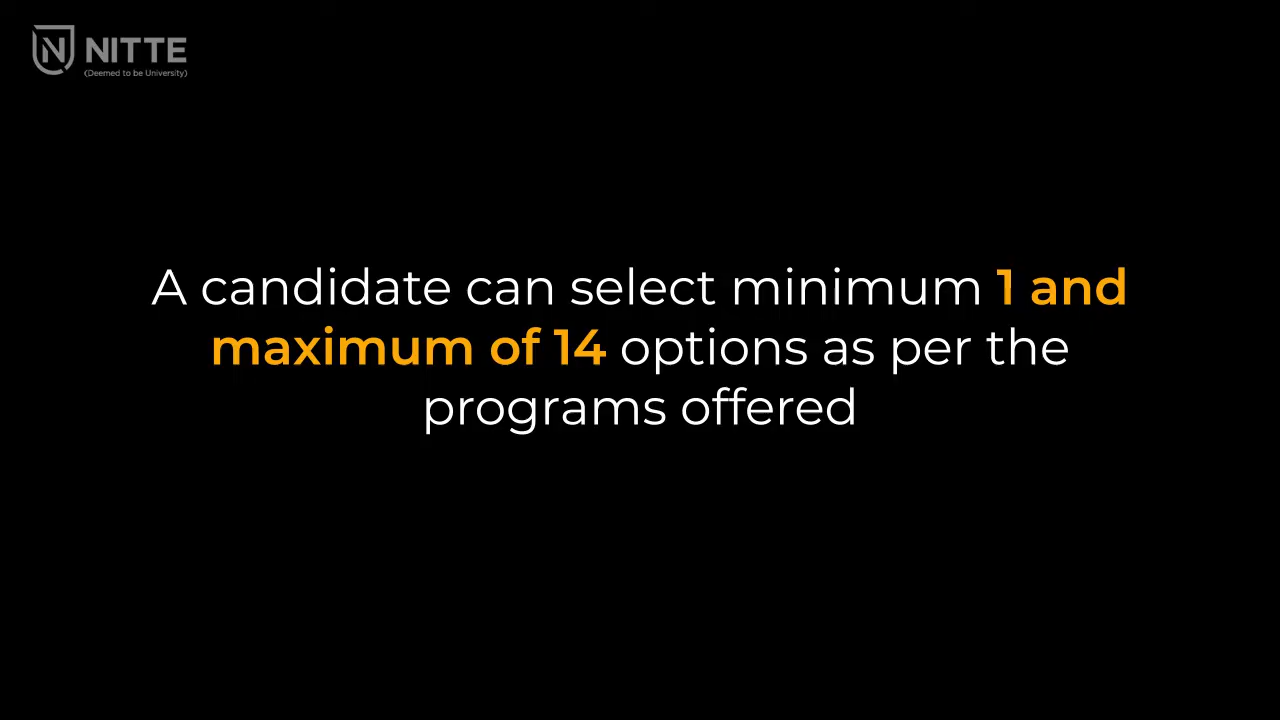 NITTE
(Deemed to be University)
A candidate can select minimum 1 and
maximum of 14 options as per the
programs offered